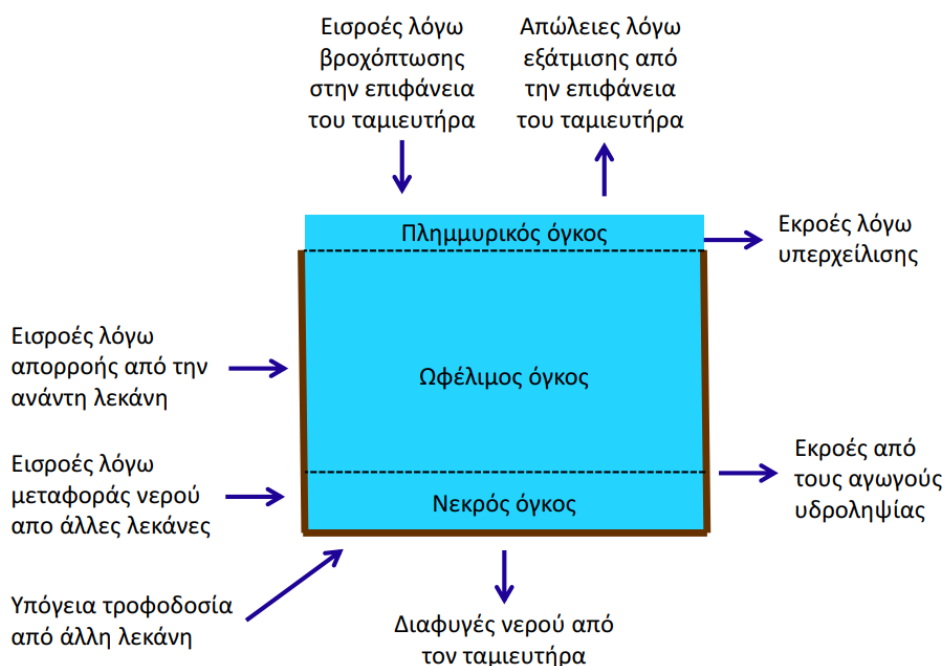 Εισροές λόγω
βροχόπτωσης
στην επιφάνεια
του ταμιευτήρα
Απώλειες λόγω
εξάτμισης από
την επιφάνεια
του ταμιευτήρα
Πλημμυρικός όγκος
Εκροές λόγω
υπερχείλισης
Εισροές λόγω
απορροής από την
ανάντη λεκάνη
Ωφέλιμος όγκος
Εισροές λόγω
μεταφοράς νερού
απο άλλες λεκάνες
Νεκρός όγκος
Εκροές από
τους αγωγούς
υδροληψίας
Υπόγεια τροφοδοσία
από άλλη λεκάνη
Διαφυγές νερού από
τον ταμιευτήρα